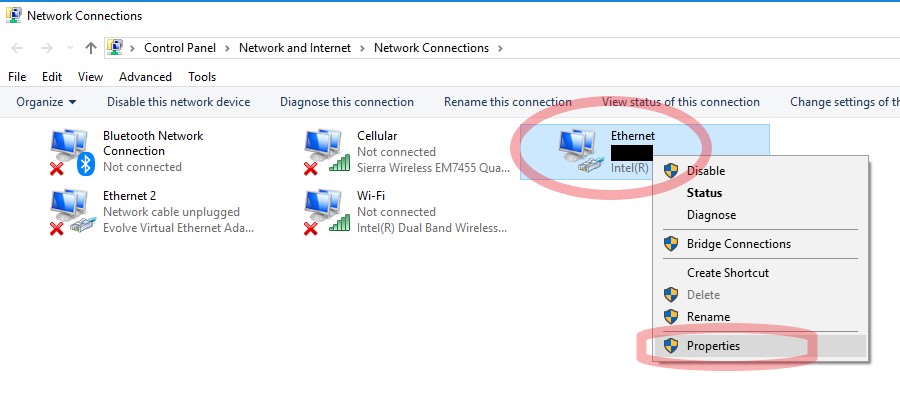 Network Connections
Control Panel > Network and Internet > Network Connections >
File Edit View Advanced Tools
Organize Disable this network device Diagnose this connection Rename this connection View status of this connection Change settings of th
Bluetooth Network
Connection
Not connected
Cellular
Not connected
Sierra Wireless EM7455 Qua...
Ethernet
Intel(R)
Ethernet 2
Network cable unplugged
Evolve Virtual Ethernet Ada...
Wi-Fi
Not connected
Intel(R) Dual Band Wireless...
Disable
Status
Diagnose
Bridge Connections
Create Shortcut
Delete
Rename
Properties